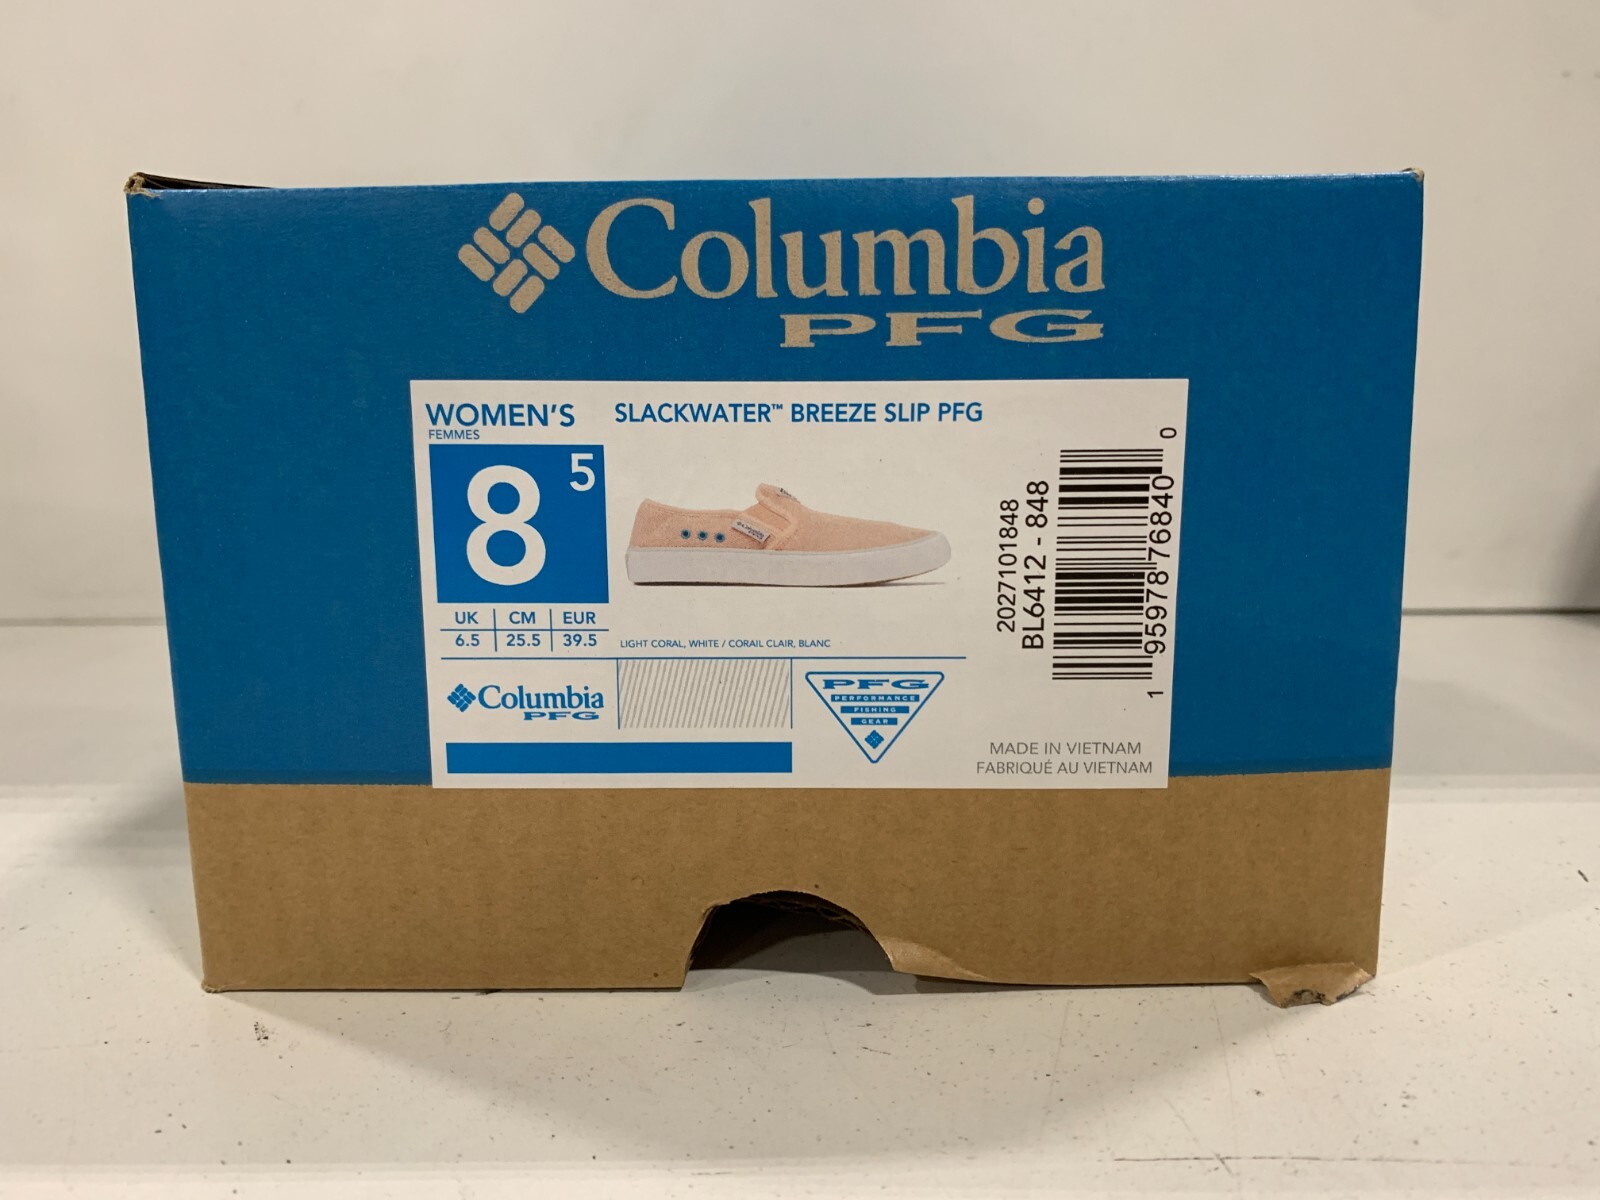 Columbia
PFG
WOMEN'S
FEMMES
SLACKWATER™ BREEZE SLIP PFG
8 5
UK CM EUR
6.5 25.5 39.5
LIGHT CORAL, WHITE / CORAIL CLAIR, BLANC
2027101848
BL6412 - 848
1 95978 76840 0
Columbia
PFG
PFG
PERFORMANCE
FISHING
GEAR
MADE IN VIETNAM
FABRIQUÉ AU VIETNAM